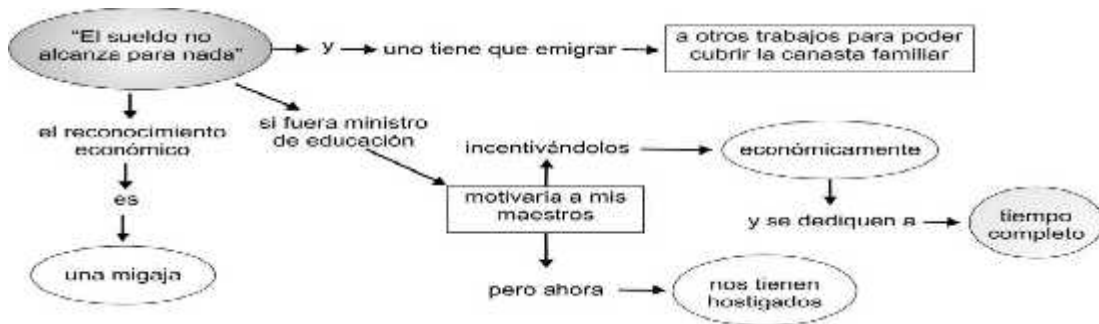 “El sueldo no
alcanza para nada”
y
uno tiene que emigrar
a otros trabajos para poder
cubrir la canasta familiar
el reconocimiento
económico
es
una migaja
si fuera ministro
de educación
motivaría a mis
maestros
incentivándolos
económicamente
y se dediquen a
tiempo
completo
pero ahora
nos tienen
hostigados